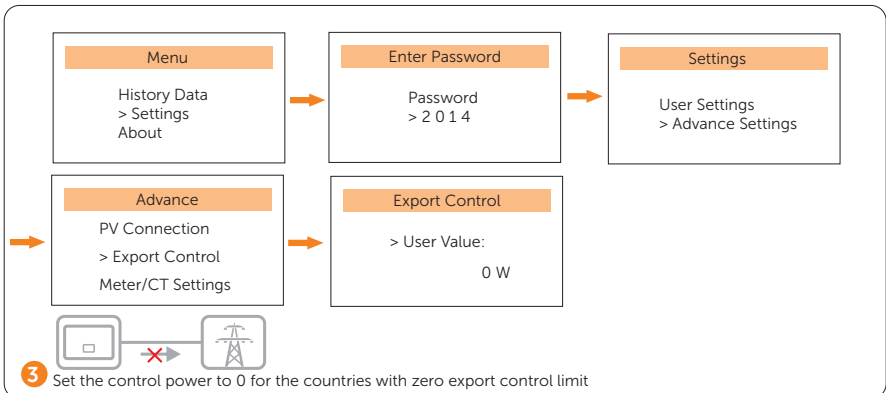 Menu
History Data
> Settings
About
Enter Password
Password
> 2 0 1 4
Settings
User Settings
> Advance Settings
Advance
PV Connection
> Export Control
Meter/CT Settings
Export Control
> User Value:
0 W
3 Set the control power to 0 for the countries with zero export control limit